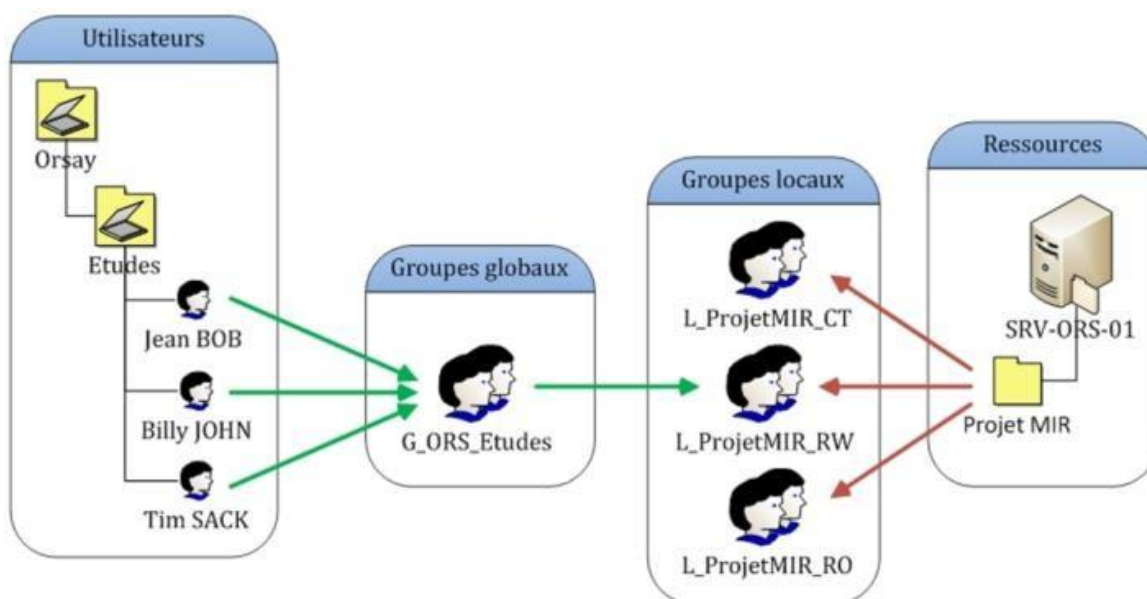 Utilisateurs
Orsay
Etudes
Jean BOB
Billy JOHN
Tim SACK
Groupes globaux
G_ORS_Etudes
Groupes locaux
L_ProjetMIR_CT
L_ProjetMIR_RW
L_ProjetMIR_RO
Ressources
SRV-ORS-01
Projet MIR